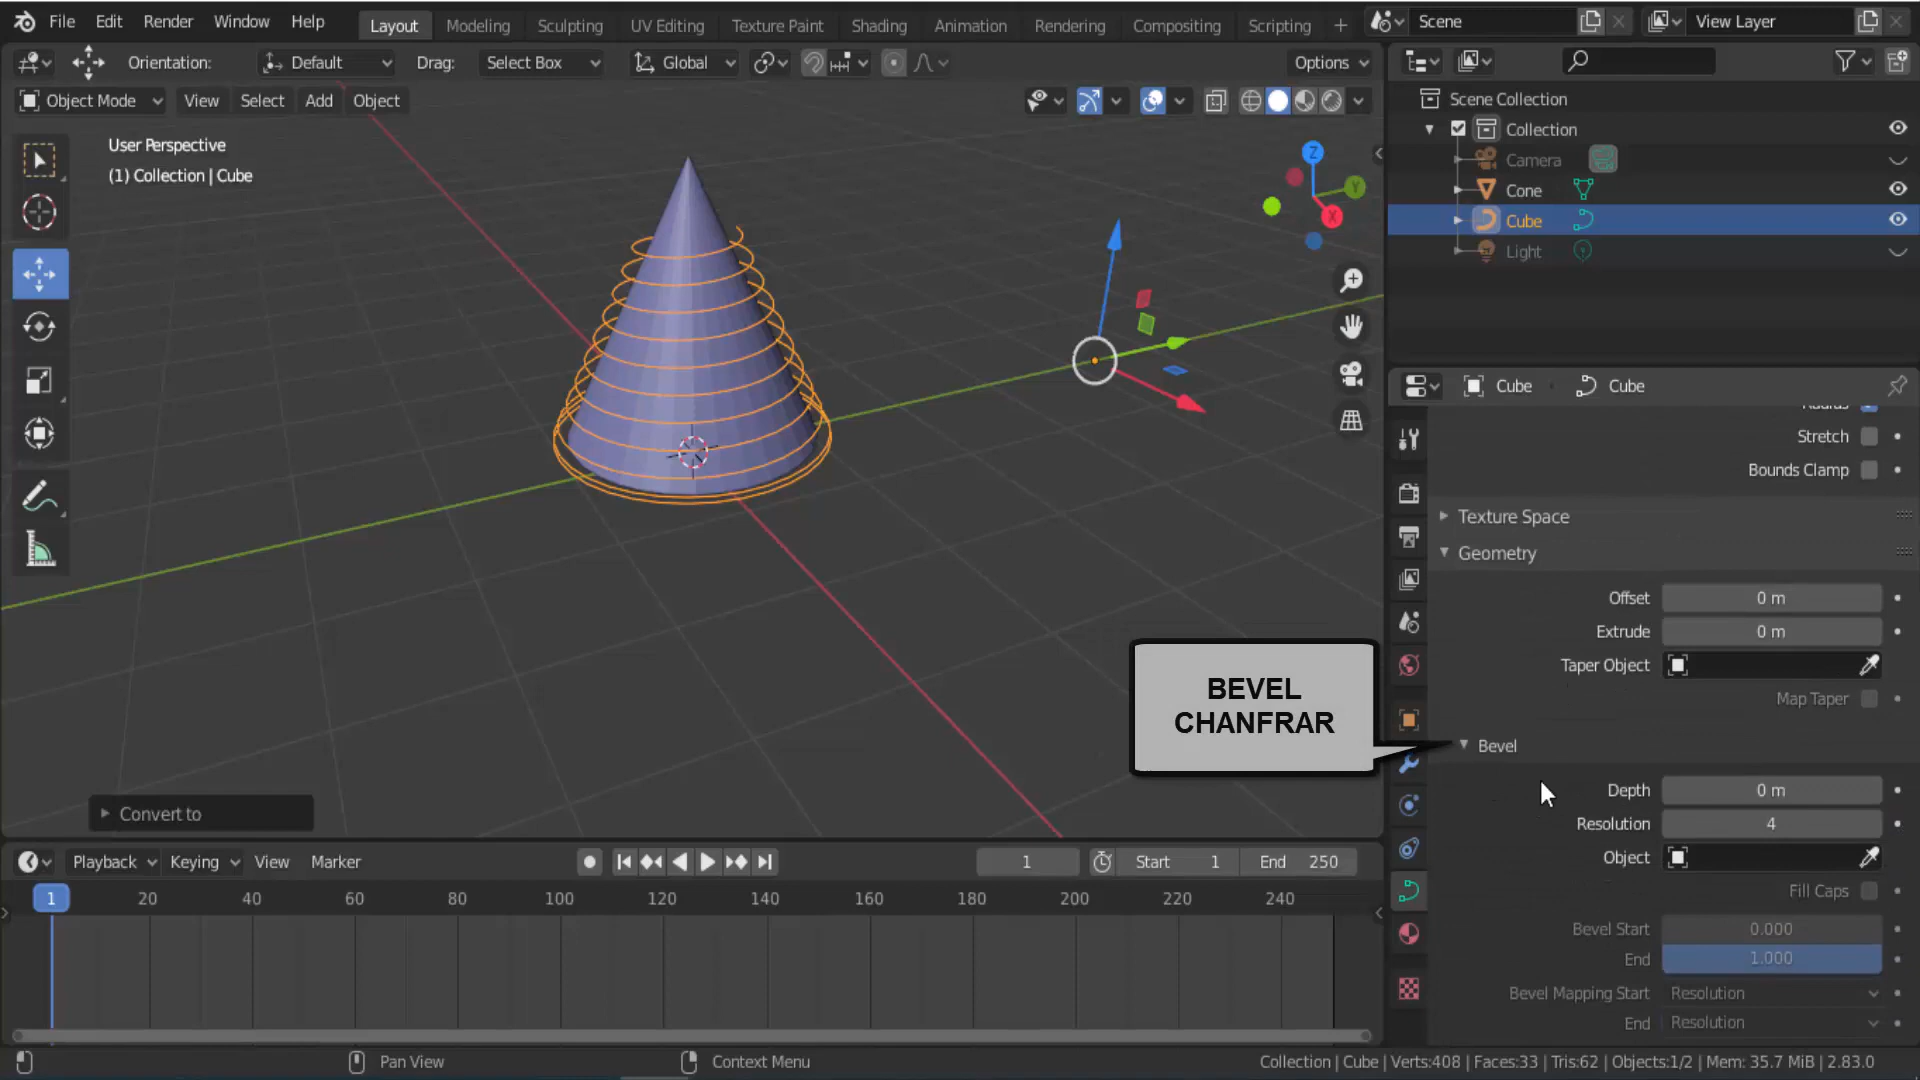 File Edit Render Window Help Layout Modeling Sculpting UV Editing Texture Paint Shading Animation Rendering Compositing Scripting + Scene View Layer
Orientation: Default Drag: Select Box Global Options
Object Mode View Select Add Object
User Perspective
(1) Collection | Cube
Z
Y
X
Scene Collection
Collection
Camera
Cone
Cube
Light
Cube Cube
Radius
Stretch
Bounds Clamp
Texture Space
Geometry
Offset 0 m
Extrude 0 m
Taper Object
Map Taper
BEVEL
CHANFRAR
Bevel
Depth 0 m
Resolution 4
Object
Fill Caps
Bevel Start 0.000
End 1.000
Bevel Mapping Start Resolution
End Resolution
Convert to
Playback Keying View Marker 1 Start 1 End 250
1 20 40 60 80 100 120 140 160 180 200 220 240
Pan View Context Menu Collection | Cube | Verts:408 | Faces:33 | Tris:62 | Objects:1/2 | Mem: 35.7 MiB | 2.83.0